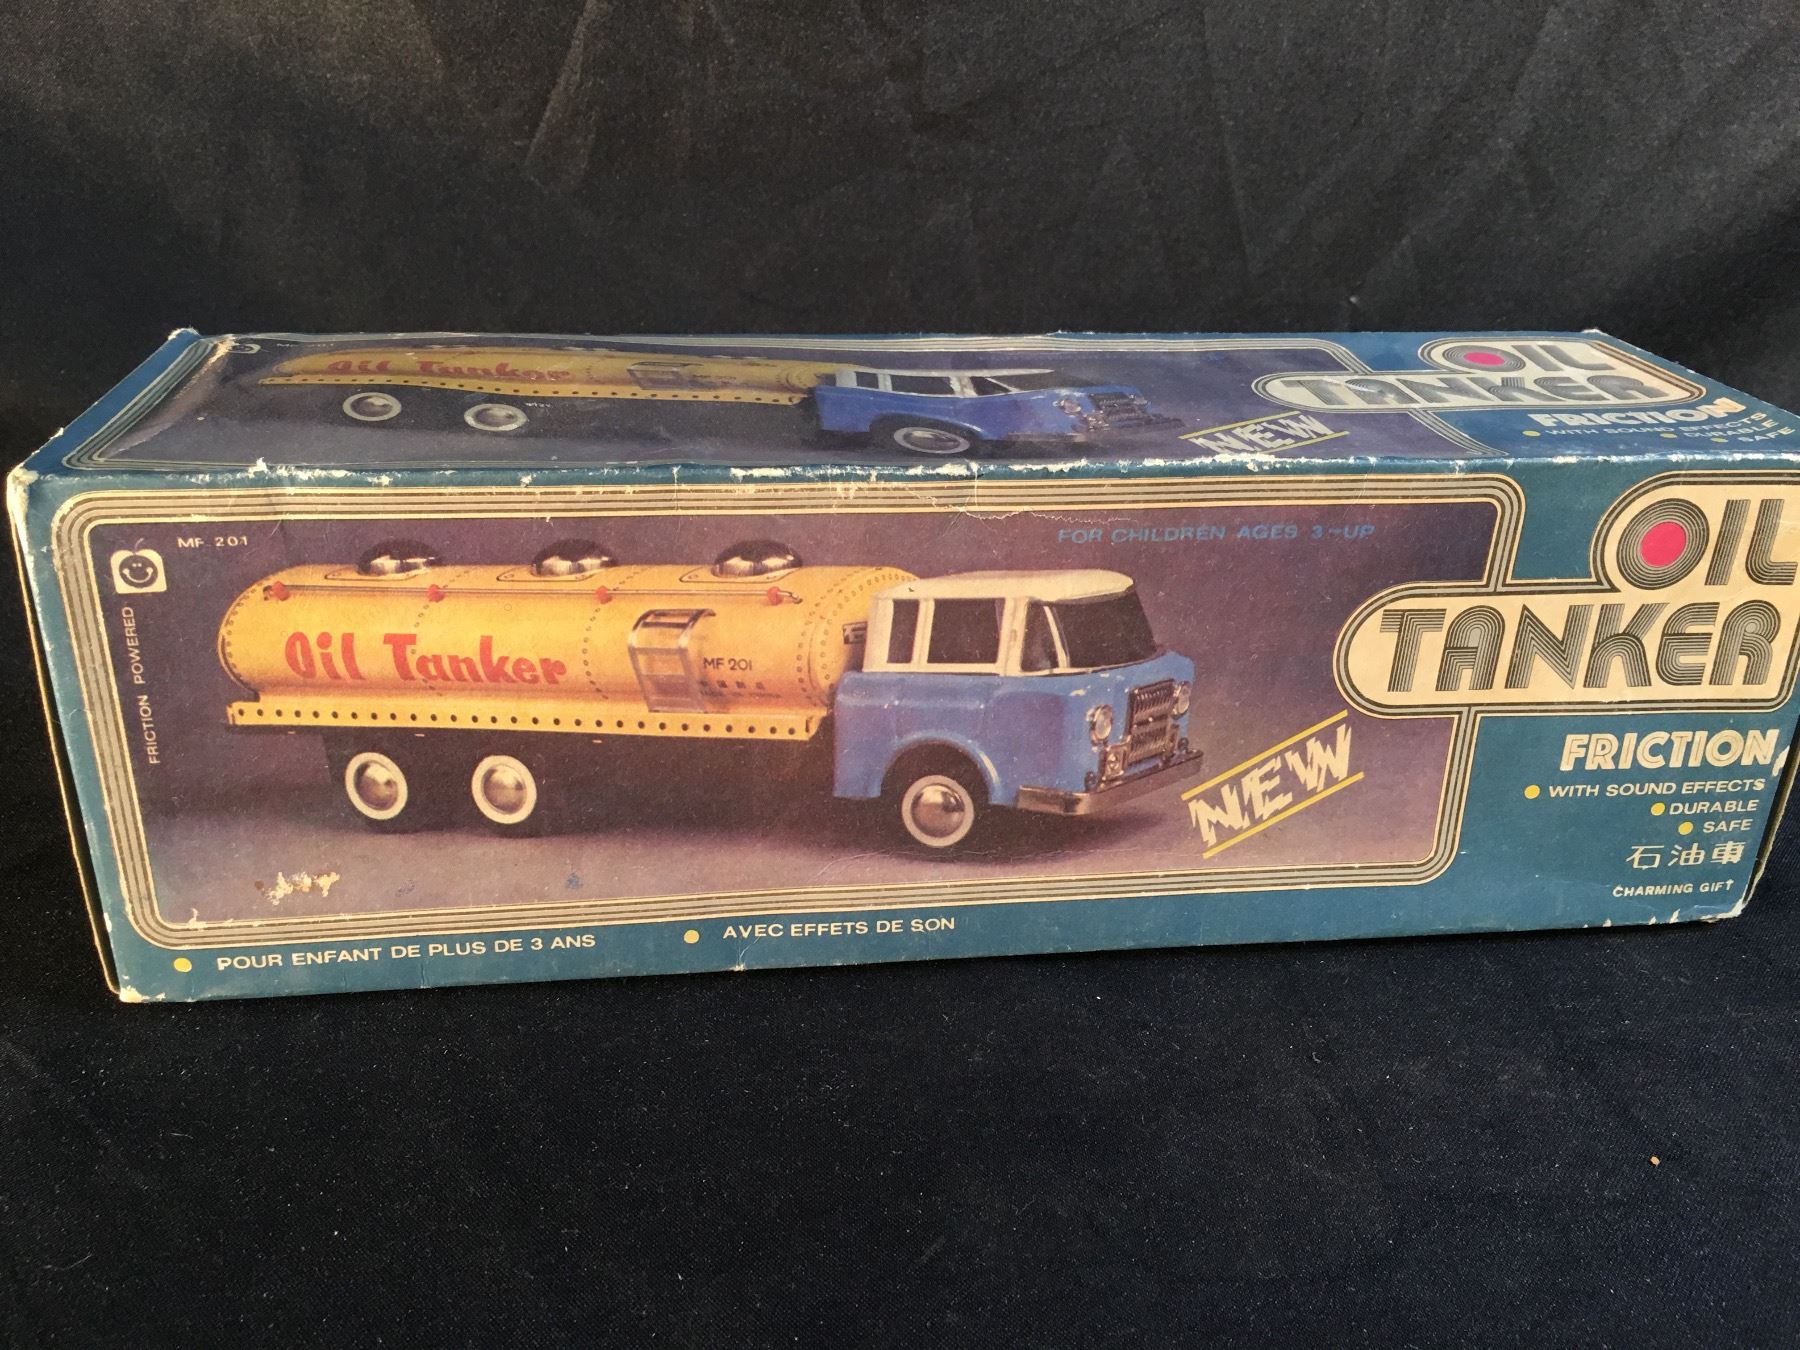 Oil Tanker
OIL
TANKER
NEW
FRICTION
WITH SOUND EFFECTS
DURABLE
SAFE
MF 201
FOR CHILDREN AGES 3-UP
FRICTION POWERED
Oil Tanker
MF 201
NEW
OIL
TANKER
FRICTION
WITH SOUND EFFECTS
DURABLE
SAFE
石油車
CHARMING GIFT
POUR ENFANT DE PLUS DE 3 ANS
AVEC EFFETS DE SON